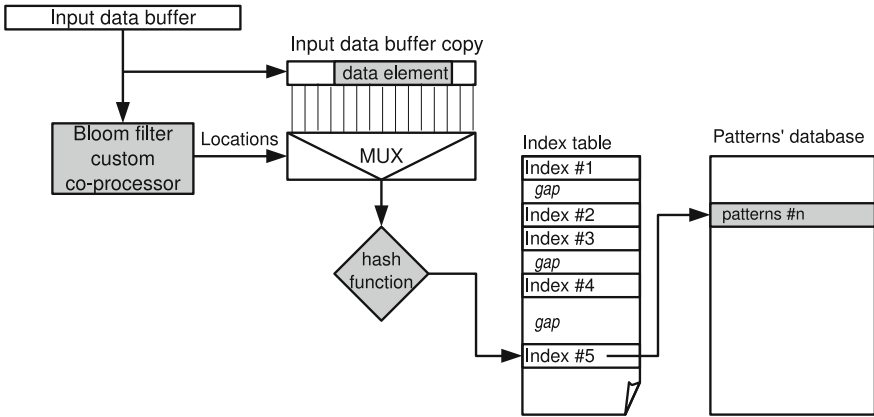 Input data buffer
Input data buffer copy
data element
Bloom filter
custom
co-processor
Locations
MUX
hash
function
Index table
Index #1
gap
Index #2
Index #3
gap
Index #4
gap
Index #5
Patterns' database
patterns #n